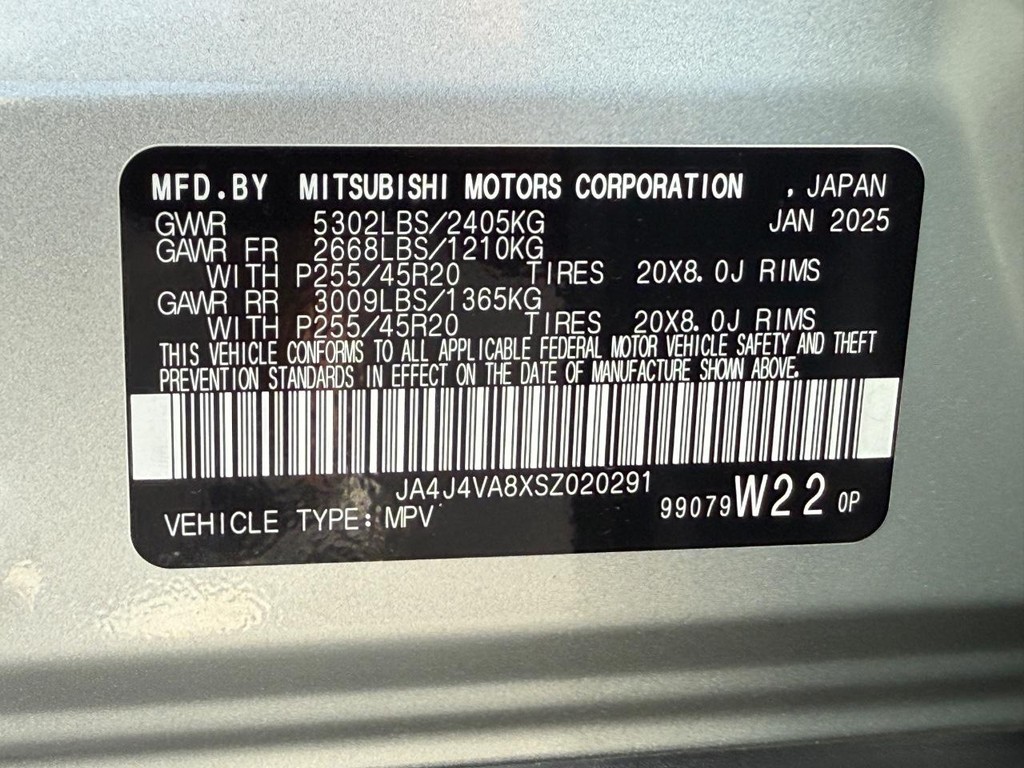 MFD.BY MITSUBISHI MOTORS CORPORATION , JAPAN
GWVR 5302LBS/2405KG JAN 2025
GAWR FR 2668LBS/1210KG
WITH P255/45R20 TIRES 20X8.0J RIMS
GAWR RR 3009LBS/1365KG
WITH P255/45R20 TIRES 20X8.0J RIMS
THIS VEHICLE CONFORMS TO ALL APPLICABLE FEDERAL MOTOR VEHICLE SAFETY AND THEFT
PREVENTION STANDARDS IN EFFECT ON THE DATE OF MANUFACTURE SHOWN ABOVE.
JA4J4VA8XSZ020291
VEHICLE TYPE: MPV 99079 W22 OP